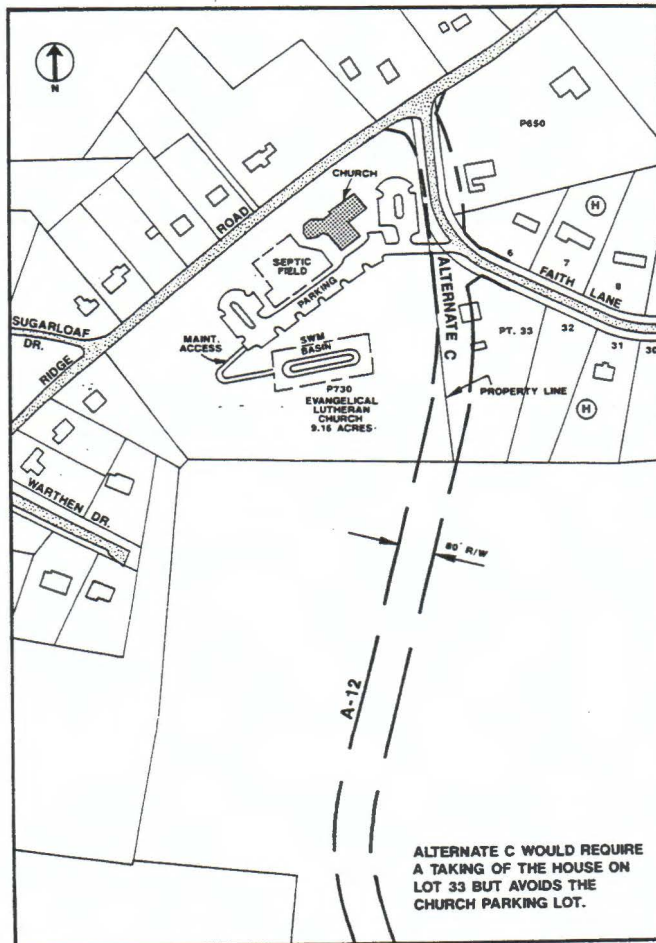 N
P650
CHURCH
ROAD
H
6
7
8
SEPTIC
FIELD
PARKING
FAITH LANE
ALTERNATE C
SUGARLOAF
DR.
RIDGE
MAINT.
ACCESS
SWM
BASIN
PT. 33
32
31
30
P730
EVANGELICAL
LUTHERAN
CHURCH
9.16 ACRES
PROPERTY LINE
H
WARTHEN DR.
80' R/W
A-12
ALTERNATE C WOULD REQUIRE
A TAKING OF THE HOUSE ON
LOT 33 BUT AVOIDS THE
CHURCH PARKING LOT.